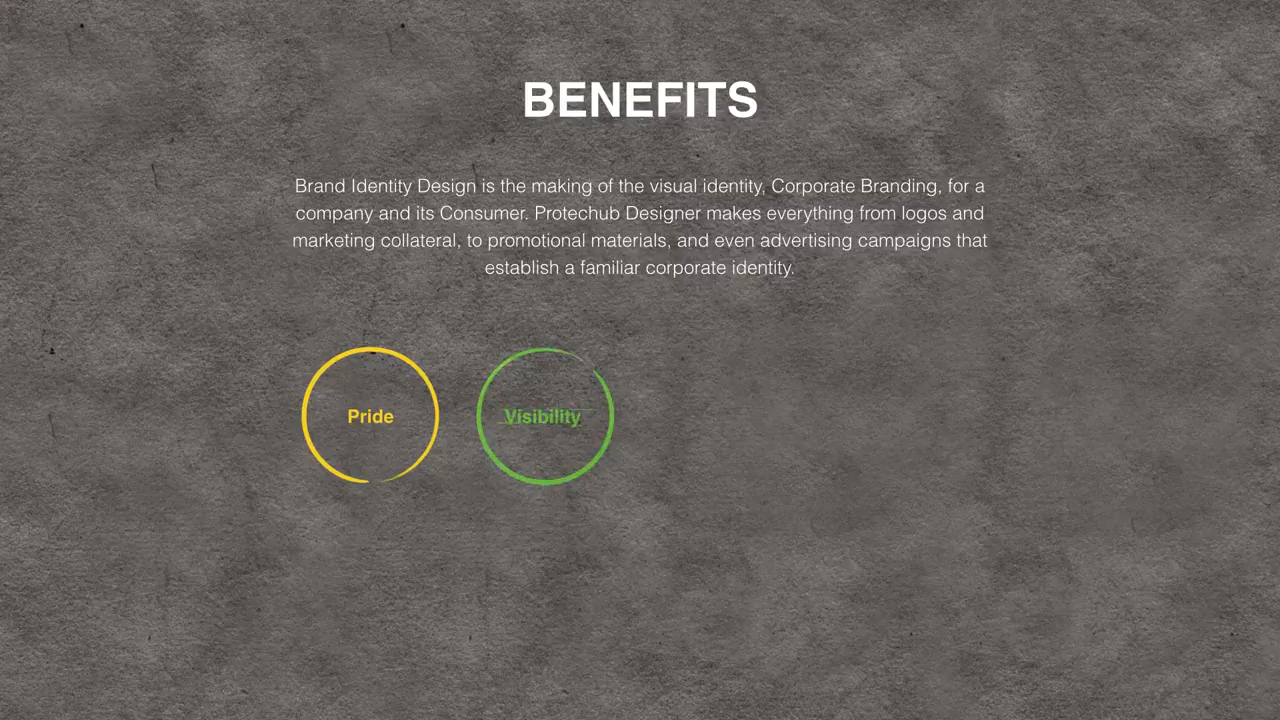 BENEFITS
Brand Identity Design is the making of the visual identity, Corporate Branding, for a
company and its Consumer. Protechub Designer makes everything from logos and
marketing collateral, to promotional materials, and even advertising campaigns that
establish a familiar corporate identity.
Pride
Visibility